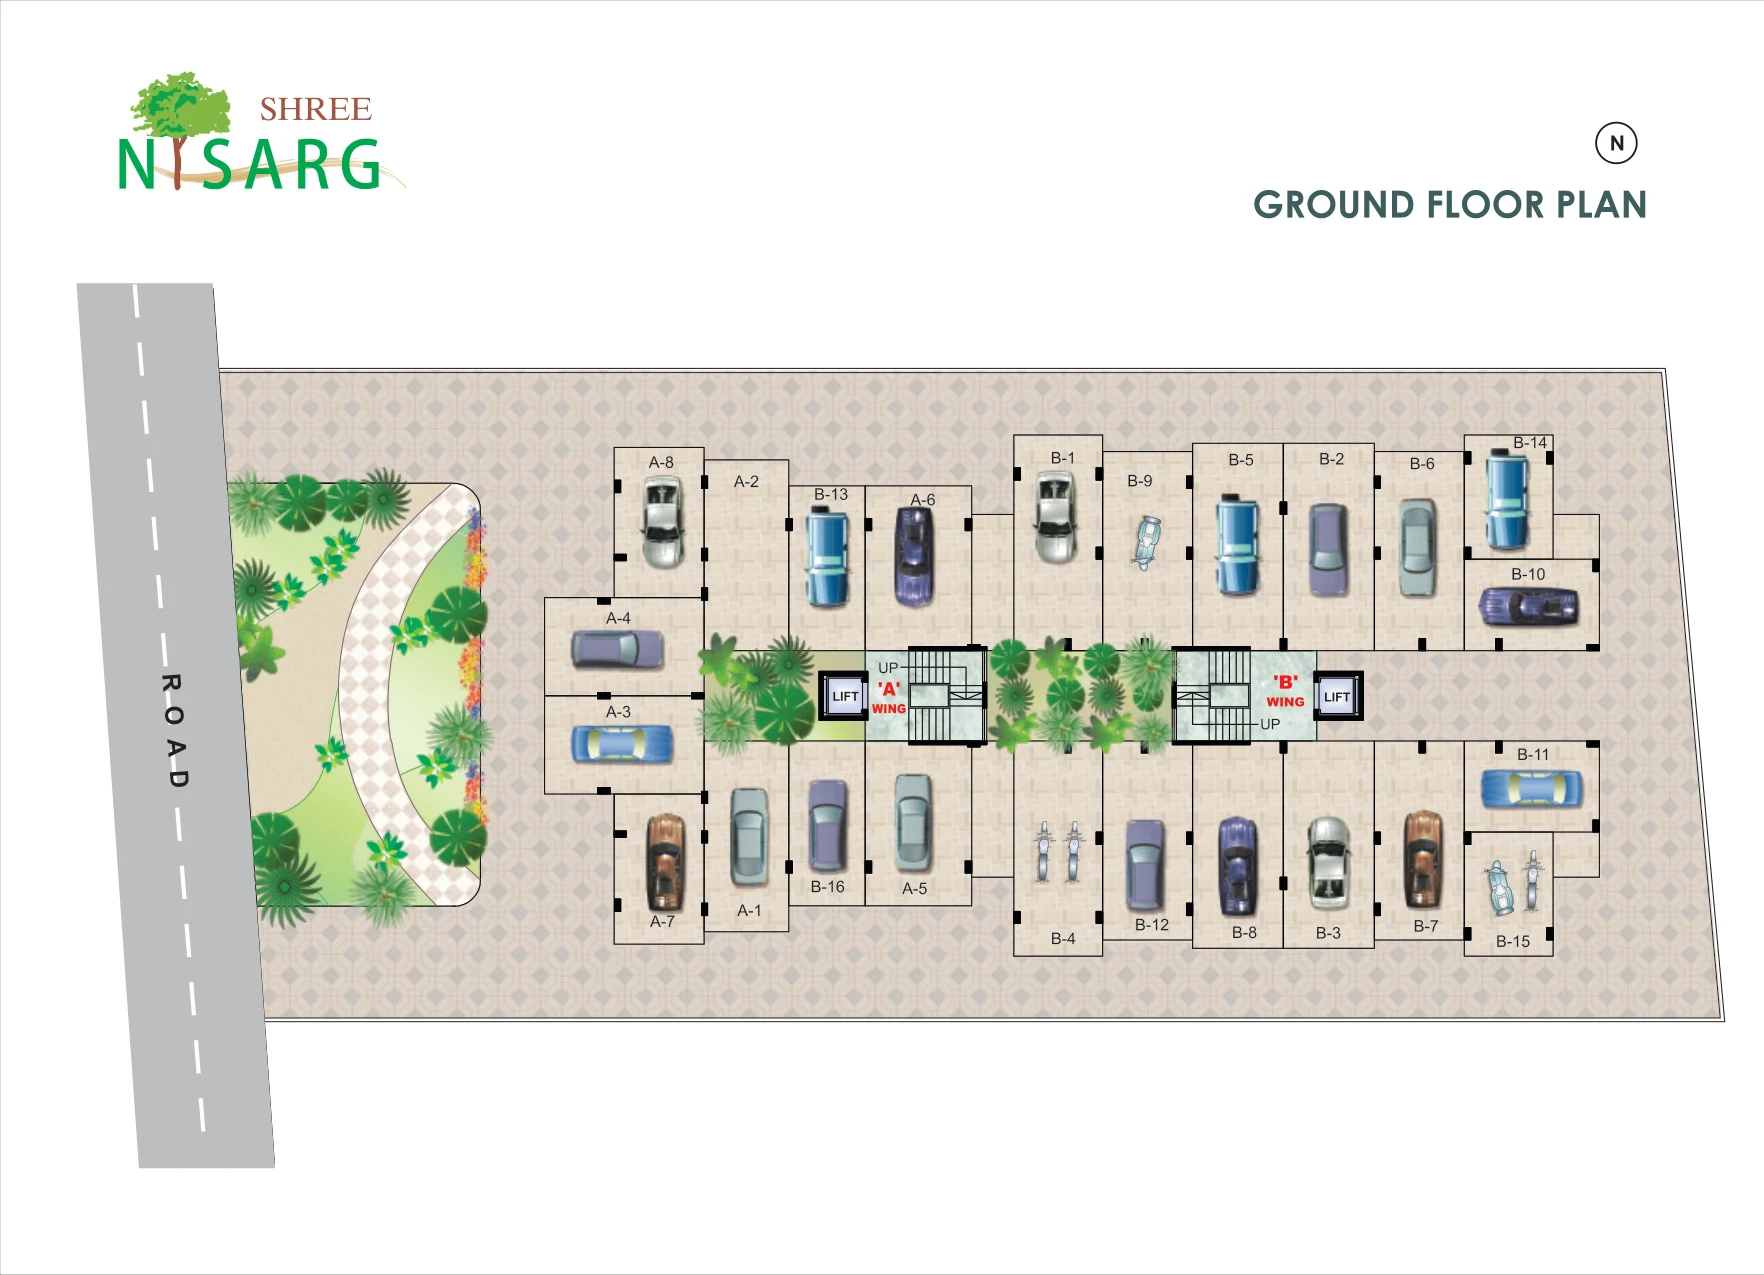 SHREE
NISARG
N
GROUND FLOOR PLAN
ROAD
A-8
A-2
B-13
A-6
B-1
B-9
B-5
B-2
B-6
B-14
B-10
A-4
A-3
UP
LIFT
'A'
WING
'B'
WING
LIFT
UP
B-11
A-7
A-1
B-16
A-5
B-4
B-12
B-8
B-3
B-7
B-15